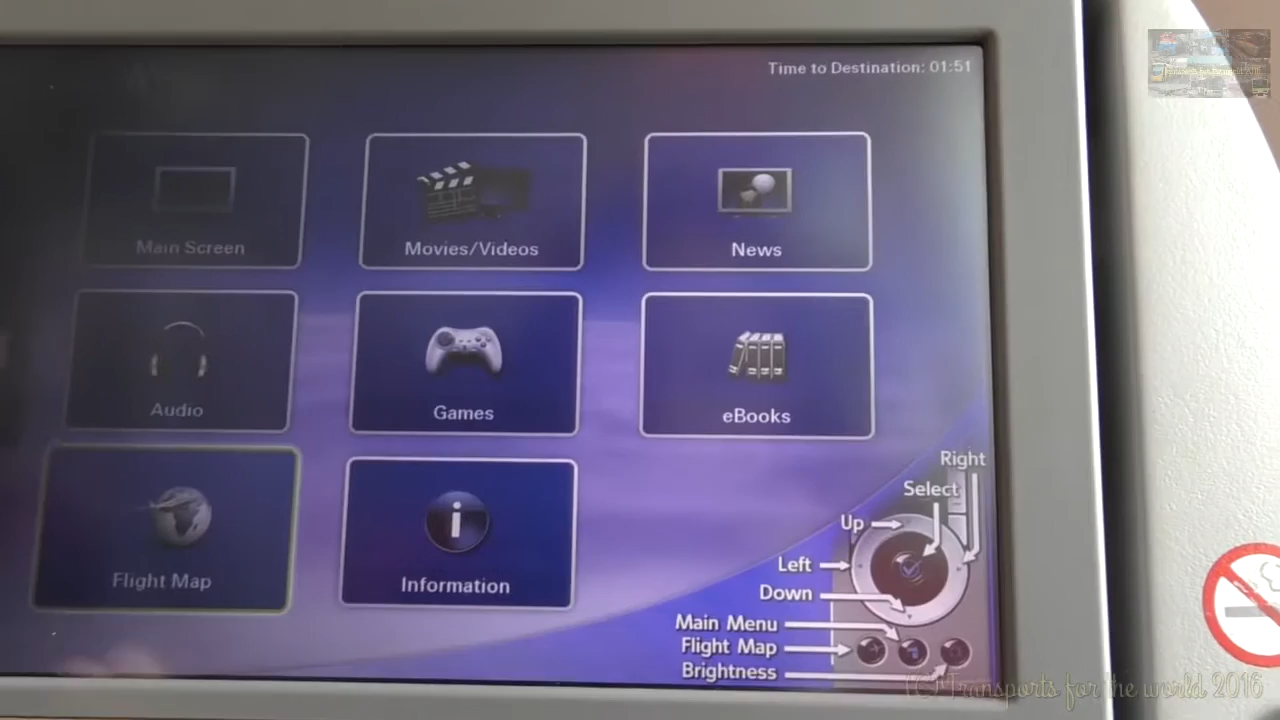 Time to Destination: 01:51
Main Screen
Movies/Videos
News
Audio
Games
eBooks
Flight Map
Information
Right
Select
Up
Left
Down
Main Menu
Flight Map
Brightness
(C) Transports for the world 2016